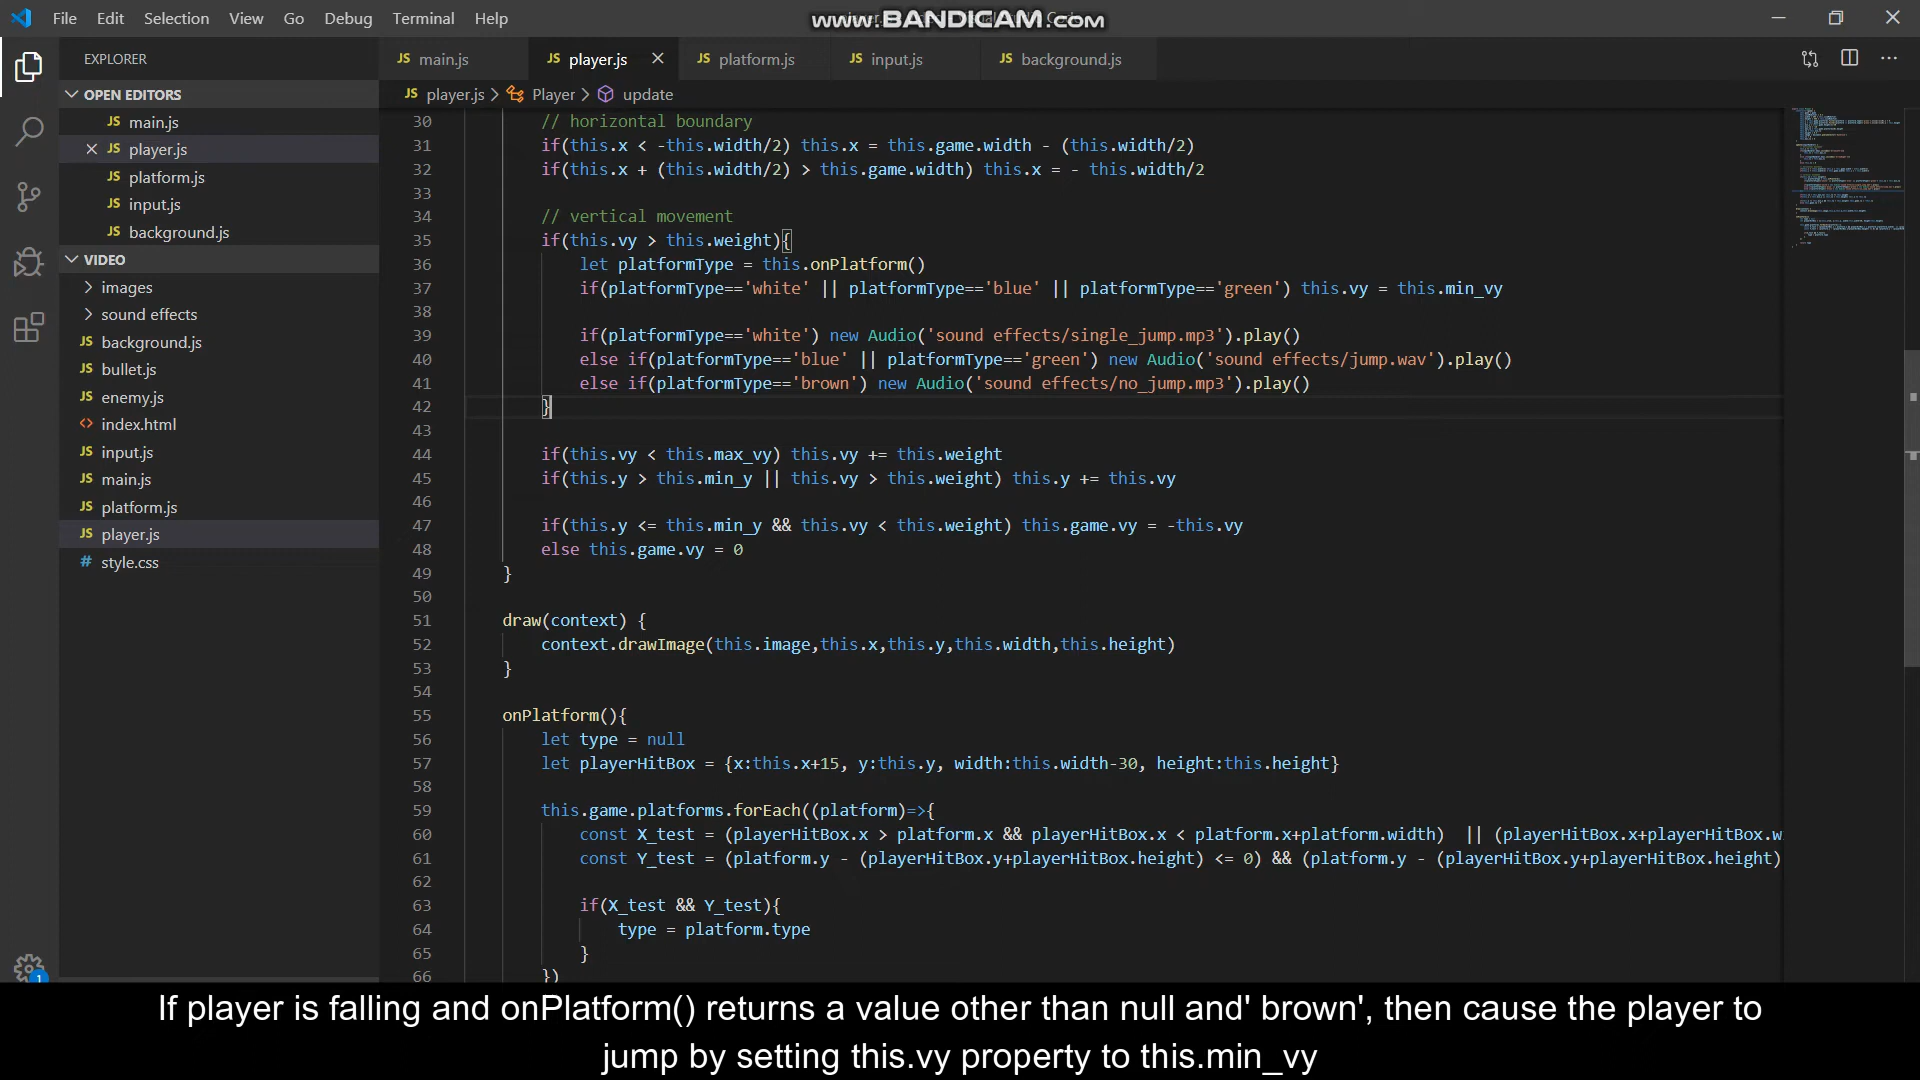 File Edit Selection View Go Debug Terminal Help
www.BANDICAM.com
EXPLORER
OPEN EDITORS
JS main.js
JS player.js
JS platform.js
JS input.js
JS background.js
VIDEO
images
sound effects
JS background.js
JS bullet.js
JS enemy.js
<> index.html
JS input.js
JS main.js
JS platform.js
JS player.js
# style.css
1
JS main.js JS player.js JS platform.js JS input.js JS background.js
JS player.js > Player > update
30 // horizontal boundary
31 if(this.x < -this.width/2) this.x = this.game.width - (this.width/2)
32 if(this.x + (this.width/2) > this.game.width) this.x = - this.width/2
33
34 // vertical movement
35 if(this.vy > this.weight){
36 let platformType = this.onPlatform()
37 if(platformType=='white' || platformType=='blue' || platformType=='green') this.vy = this.min_vy
38
39 if(platformType=='white') new Audio('sound effects/single_jump.mp3').play()
40 else if(platformType=='blue' || platformType=='green') new Audio('sound effects/jump.wav').play()
41 else if(platformType=='brown') new Audio('sound effects/no_jump.mp3').play()
42 }
43
44 if(this.vy < this.max_vy) this.vy += this.weight
45 if(this.y > this.min_y || this.vy > this.weight) this.y += this.vy
46
47 if(this.y <= this.min_y && this.vy < this.weight) this.game.vy = -this.vy
48 else this.game.vy = 0
49 }
50
51 draw(context) {
52 context.drawImage(this.image,this.x,this.y,this.width,this.height)
53 }
54
55 onPlatform(){
56 let type = null
57 let playerHitBox = {x:this.x+15, y:this.y, width:this.width-30, height:this.height}
58
59 this.game.platforms.forEach((platform)=>{
60 const X_test = (playerHitBox.x > platform.x && playerHitBox.x < platform.x+platform.width) || (playerHitBox.x+playerHitBox.w
61 const Y_test = (platform.y - (playerHitBox.y+playerHitBox.height) <= 0) && (platform.y - (playerHitBox.y+playerHitBox.height)
62
63 if(X_test && Y_test){
64 type = platform.type
65 }
66 })
If player is falling and onPlatform() returns a value other than null and' brown', then cause the player to
jump by setting this.vy property to this.min_vy